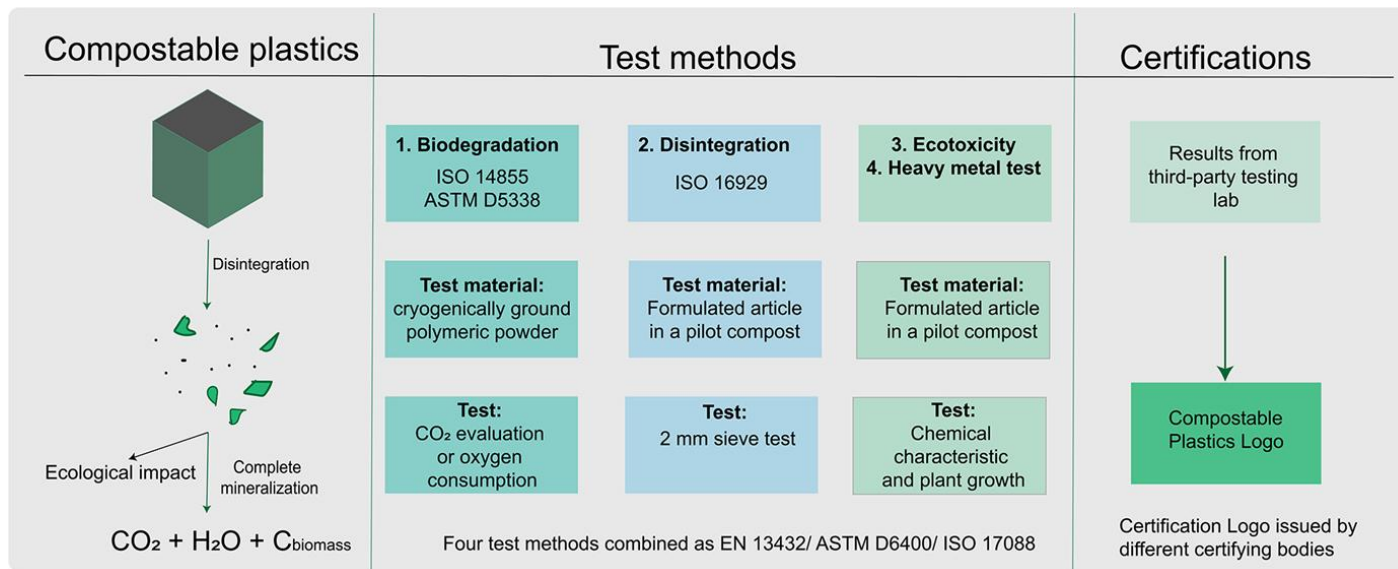 Compostable plastics
Test methods
Certifications
Disintegration
Ecological impact
Complete
mineralization
CO₂ + H₂O + Cbiomass
1. Biodegradation
ISO 14855
ASTM D5338
2. Disintegration
ISO 16929
3. Ecotoxicity
4. Heavy metal test
Test material:
cryogenically ground
polymeric powder
Test material:
Formulated article
in a pilot compost
Test material:
Formulated article
in a pilot compost
Test:
CO₂ evaluation
or oxygen
consumption
Test:
2 mm sieve test
Test:
Chemical
characteristic
and plant growth
Four test methods combined as EN 13432/ ASTM D6400/ ISO 17088
Results from
third-party testing
lab
Compostable
Plastics Logo
Certification Logo issued by
different certifying bodies